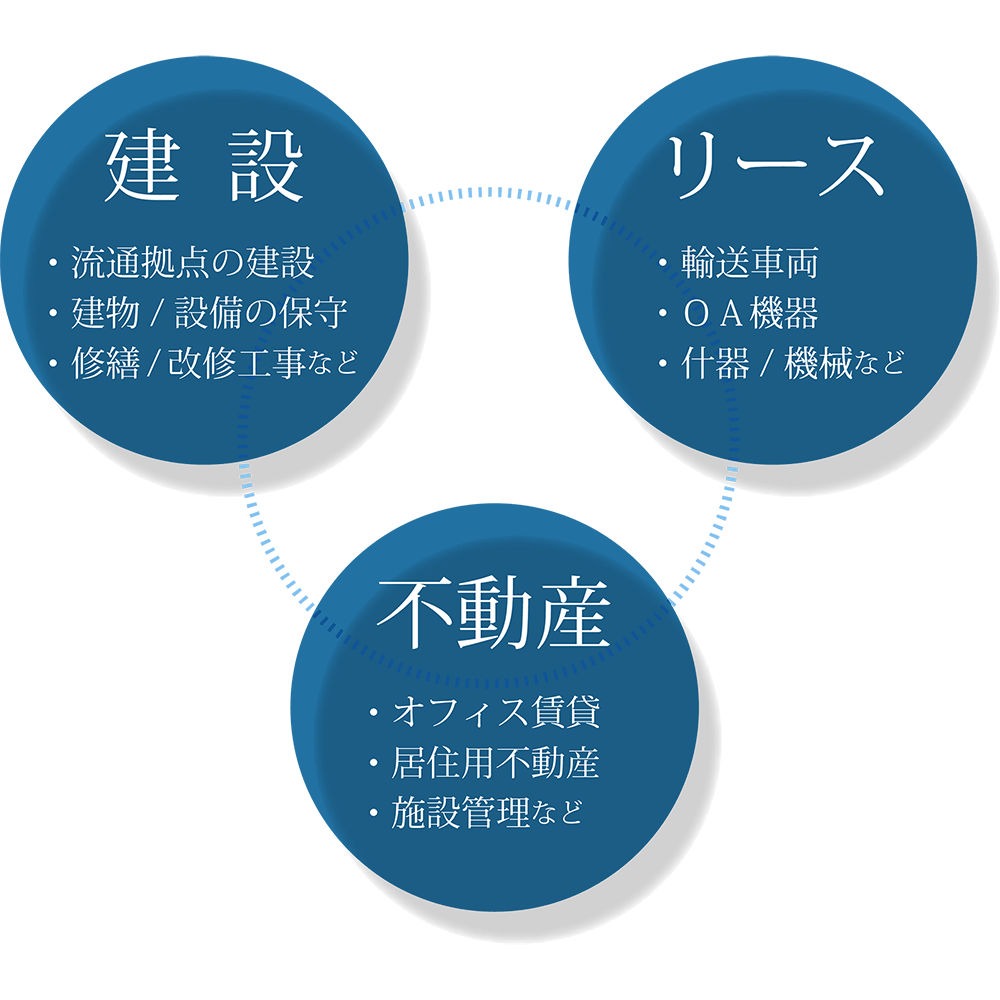 建 設
・流通拠点の建設
・建物 / 設備の保守
・修繕 / 改修工事など
リース
・輸送車両
・ＯＡ機器
・什器 / 機械など
不動産
・オフィス賃貸
・居住用不動産
・施設管理など